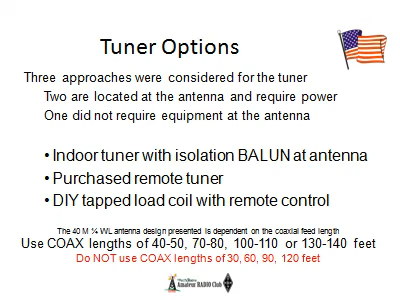 Tuner Options
Three approaches were considered for the tuner
Two are located at the antenna and require power
One did not require equipment at the antenna
• Indoor tuner with isolation BALUN at antenna
• Purchased remote tuner
• DIY tapped load coil with remote control
The 40 M ¾ WL antenna design presented is dependent on the coaxial feed length
Use COAX lengths of 40-50, 70-80, 100-110 or 130-140 feet
Do NOT use COAX lengths of 30, 60, 90, 120 feet
Amateur RADIO Club